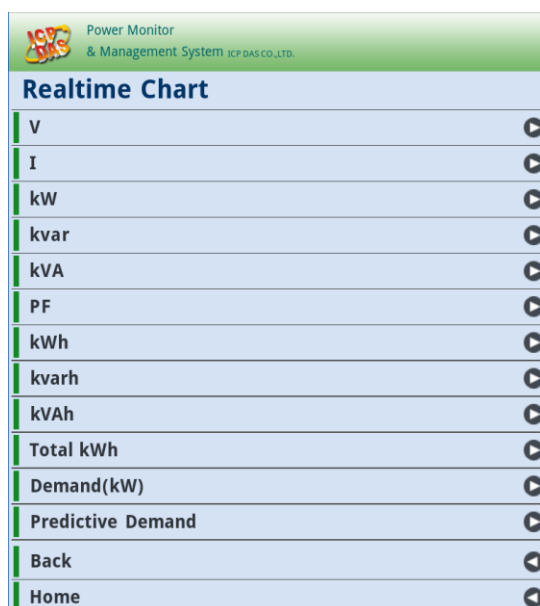 ICP
DAS
Power Monitor
& Management System ICP DAS CO.,LTD.
Realtime Chart
V
I
kW
kvar
kVA
PF
kWh
kvarh
kVAh
Total kWh
Demand(kW)
Predictive Demand
Back
Home